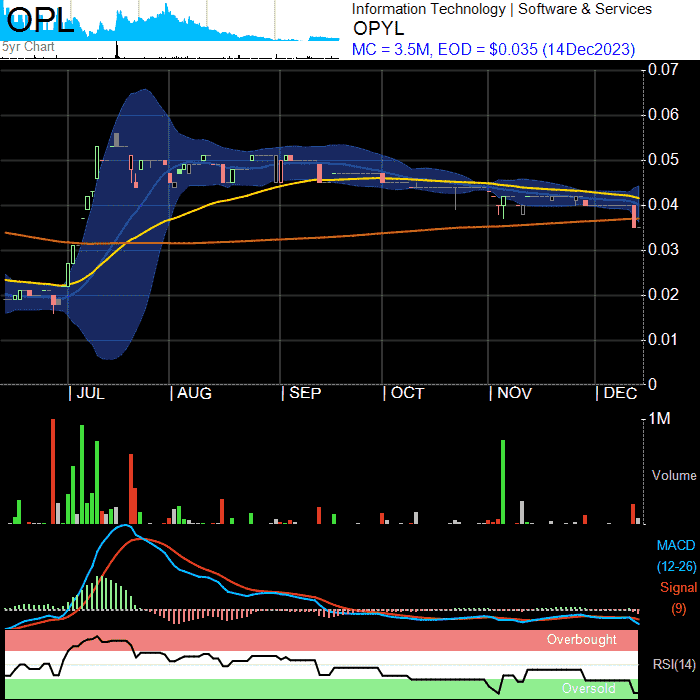 OPL
5yr Chart
Information Technology | Software & Services
OPYL
MC = 3.5M, EOD = $0.035 (14Dec2023)
0.07
0.06
0.05
0.04
0.03
0.02
0.01
0
| JUL | AUG | SEP | OCT | NOV | DEC
1M
Volume
MACD
(12-26)
Signal
(9)
Overbought
RSI(14)
Oversold